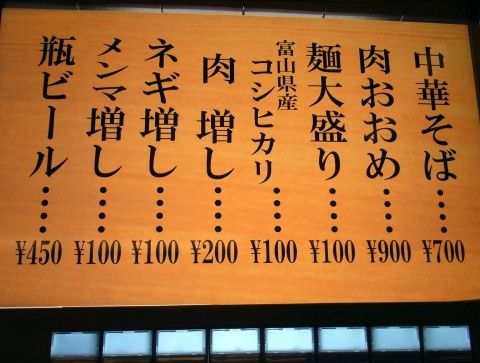 中華そば・・・・・¥700
肉おおめ・・・・¥900
麺大盛り・・・・¥100
富山県産
コシヒカリ・・・・¥100
肉 増し・・・・¥200
ネギ増し・・・・¥100
メンマ増し・・・・¥100
瓶ビール・・・・¥450